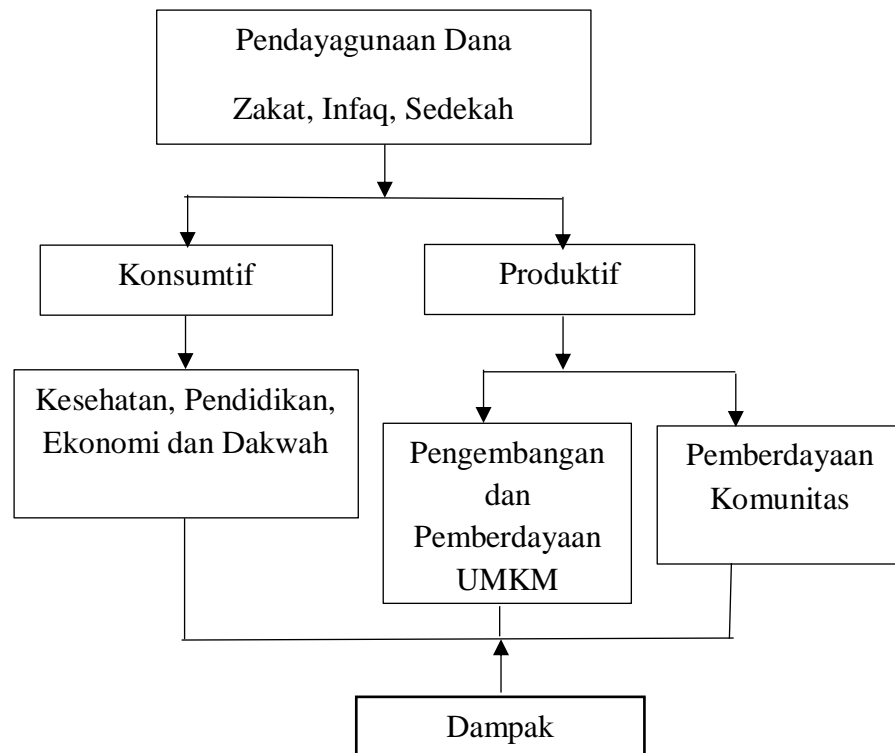 Pendayagunaan Dana
Zakat, Infaq, Sedekah
Konsumtif
Produktif
Kesehatan, Pendidikan,
Ekonomi dan Dakwah
Pengembangan
dan
Pemberdayaan
UMKM
Pemberdayaan
Komunitas
Dampak